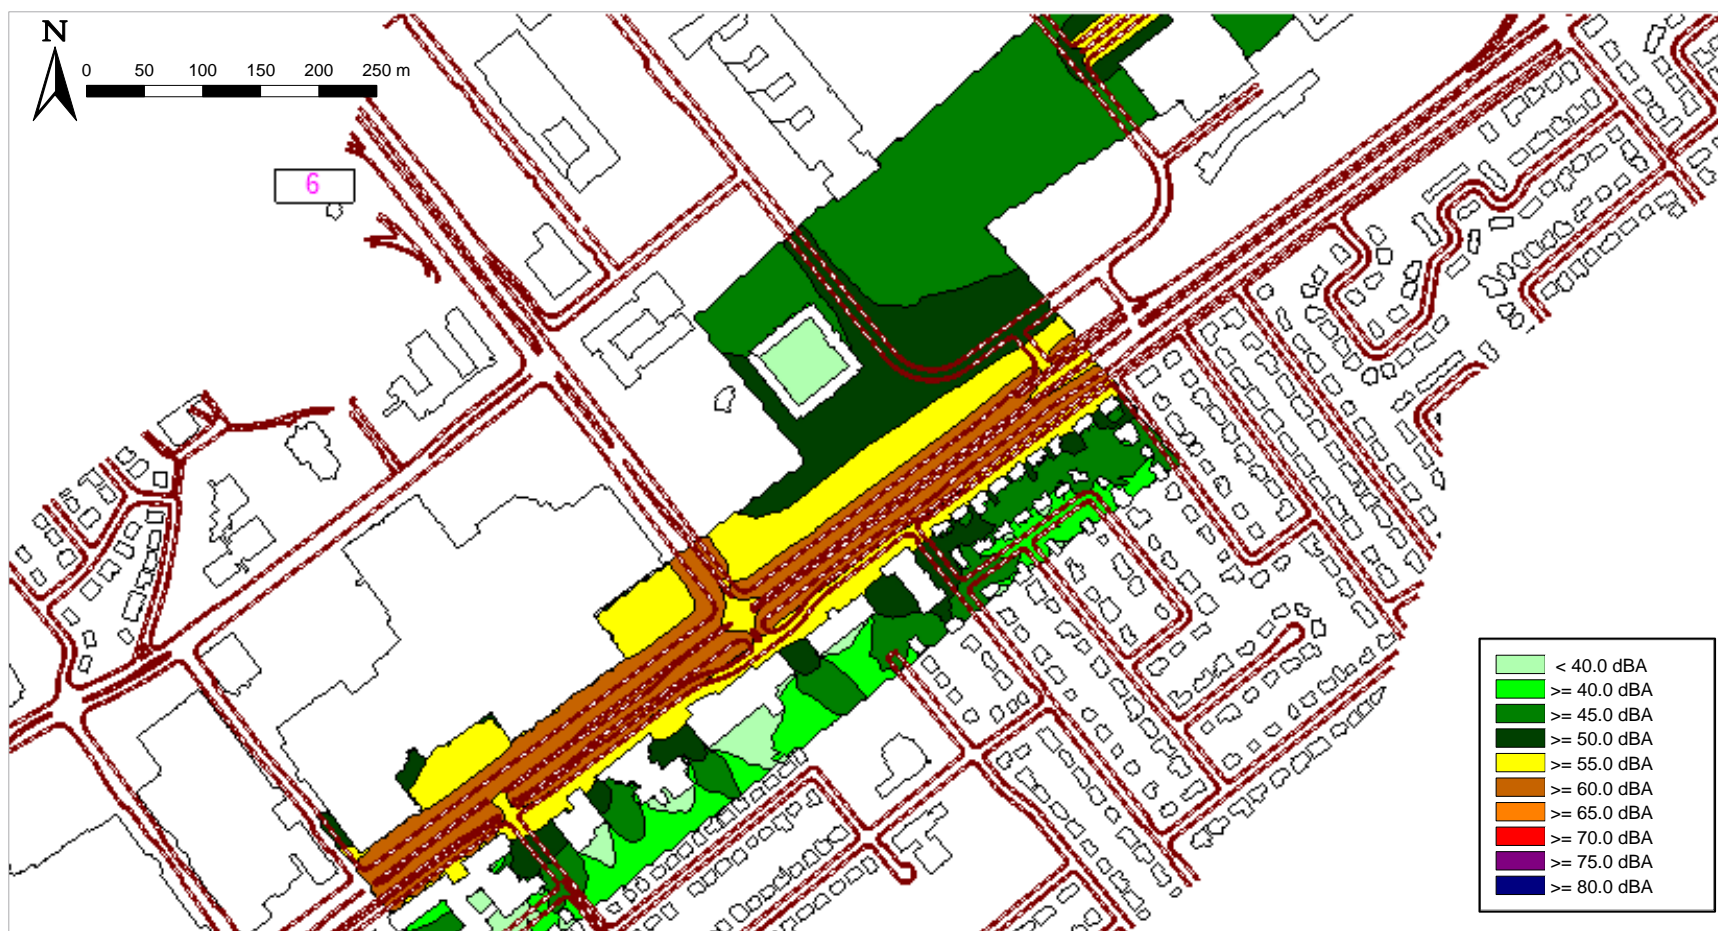 N
0 50 100 150 200 250 m
6
< 40.0 dBA
>= 40.0 dBA
>= 45.0 dBA
>= 50.0 dBA
>= 55.0 dBA
>= 60.0 dBA
>= 65.0 dBA
>= 70.0 dBA
>= 75.0 dBA
>= 80.0 dBA